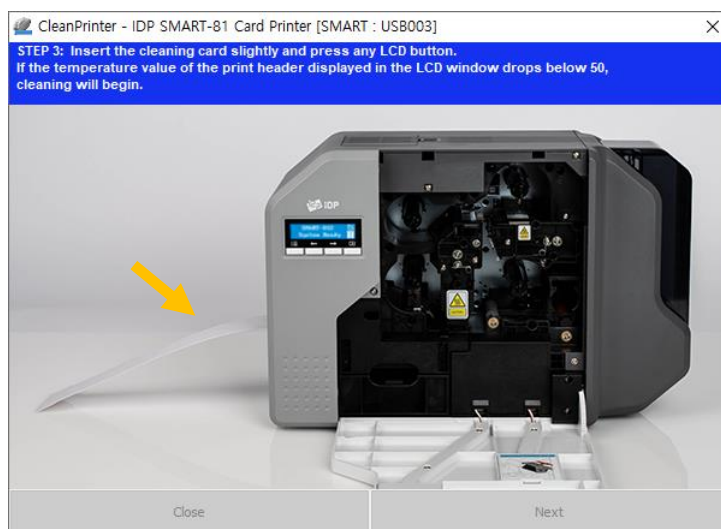 CleanPrinter - IDP SMART-81 Card Printer [SMART : USB003]
STEP 3: Insert the cleaning card slightly and press any LCD button.
If the temperature value of the print header displayed in the LCD window drops below 50,
cleaning will begin.
IDP
System Ready
Close
Next